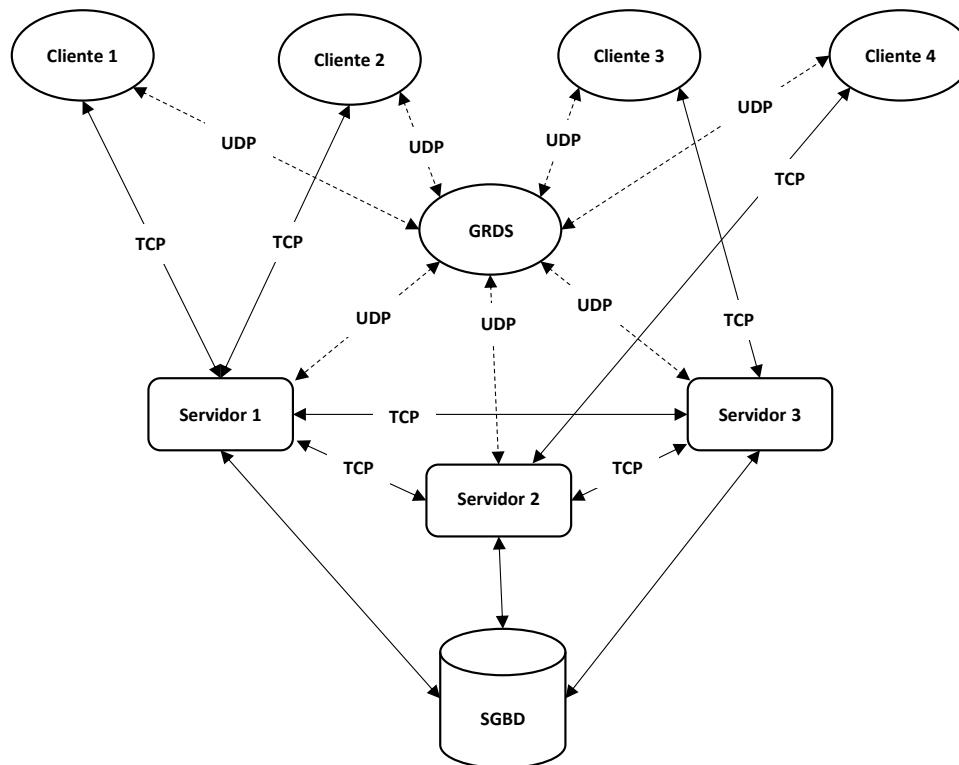 Cliente 1
Cliente 2
Cliente 3
Cliente 4
UDP
UDP
UDP
UDP
TCP
GRDS
TCP
TCP
UDP
UDP
UDP
TCP
Servidor 1
TCP
Servidor 3
TCP
TCP
Servidor 2
SGBD